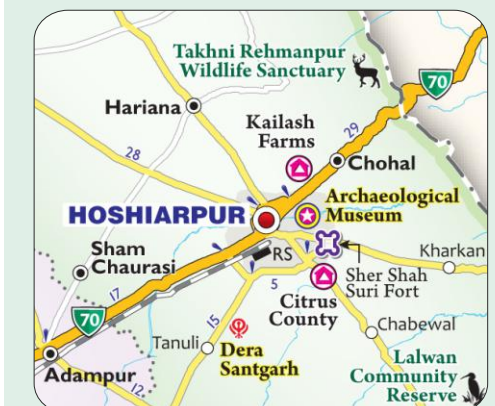 Takhni Rehmanpur
Wildlife Sanctuary
70
Hariana
Kailash
Farms
29
28
Chohal
HOSHIARPUR
Archaeological
Museum
RS
Sham
Chaurasi
Kharkan
Sher Shah
Suri Fort
17
5
Citrus
County
70
15
Chabewal
Tanuli
Dera
Santgarh
Lalwan
Community
Reserve
Adampur
12